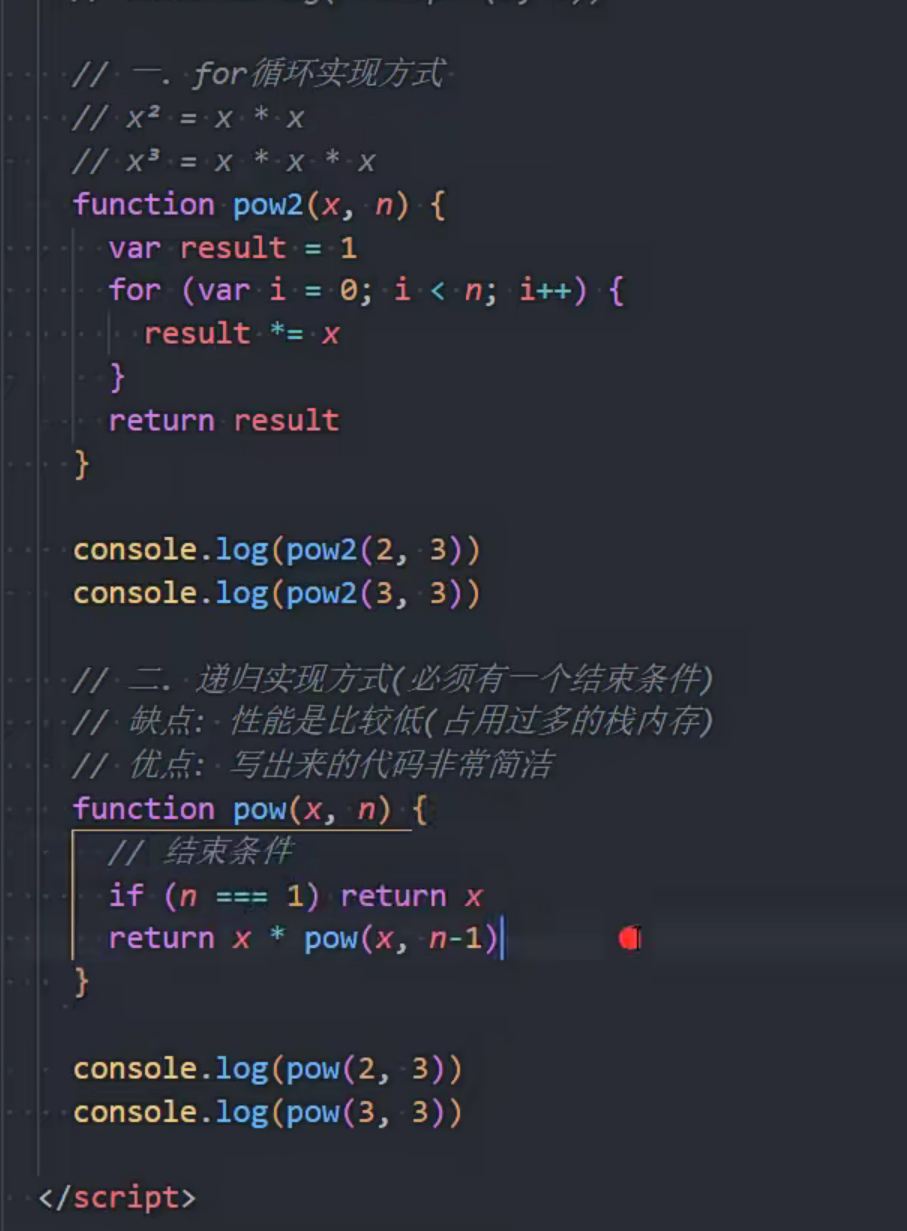 // 一. for循环实现方式
// x² = x * x
// x³ = x * x * x
function pow2(x, n) {
var result = 1
for (var i = 0; i < n; i++) {
result *= x
}
return result
}
console.log(pow2(2, 3))
console.log(pow2(3, 3))
// 二. 递归实现方式(必须有一个结束条件)
// 缺点: 性能是比较低(占用过多的栈内存)
// 优点: 写出来的代码非常简洁
function pow(x, n) {
// 结束条件
if (n === 1) return x
return x * pow(x, n-1)
}
console.log(pow(2, 3))
console.log(pow(3, 3))
</script>